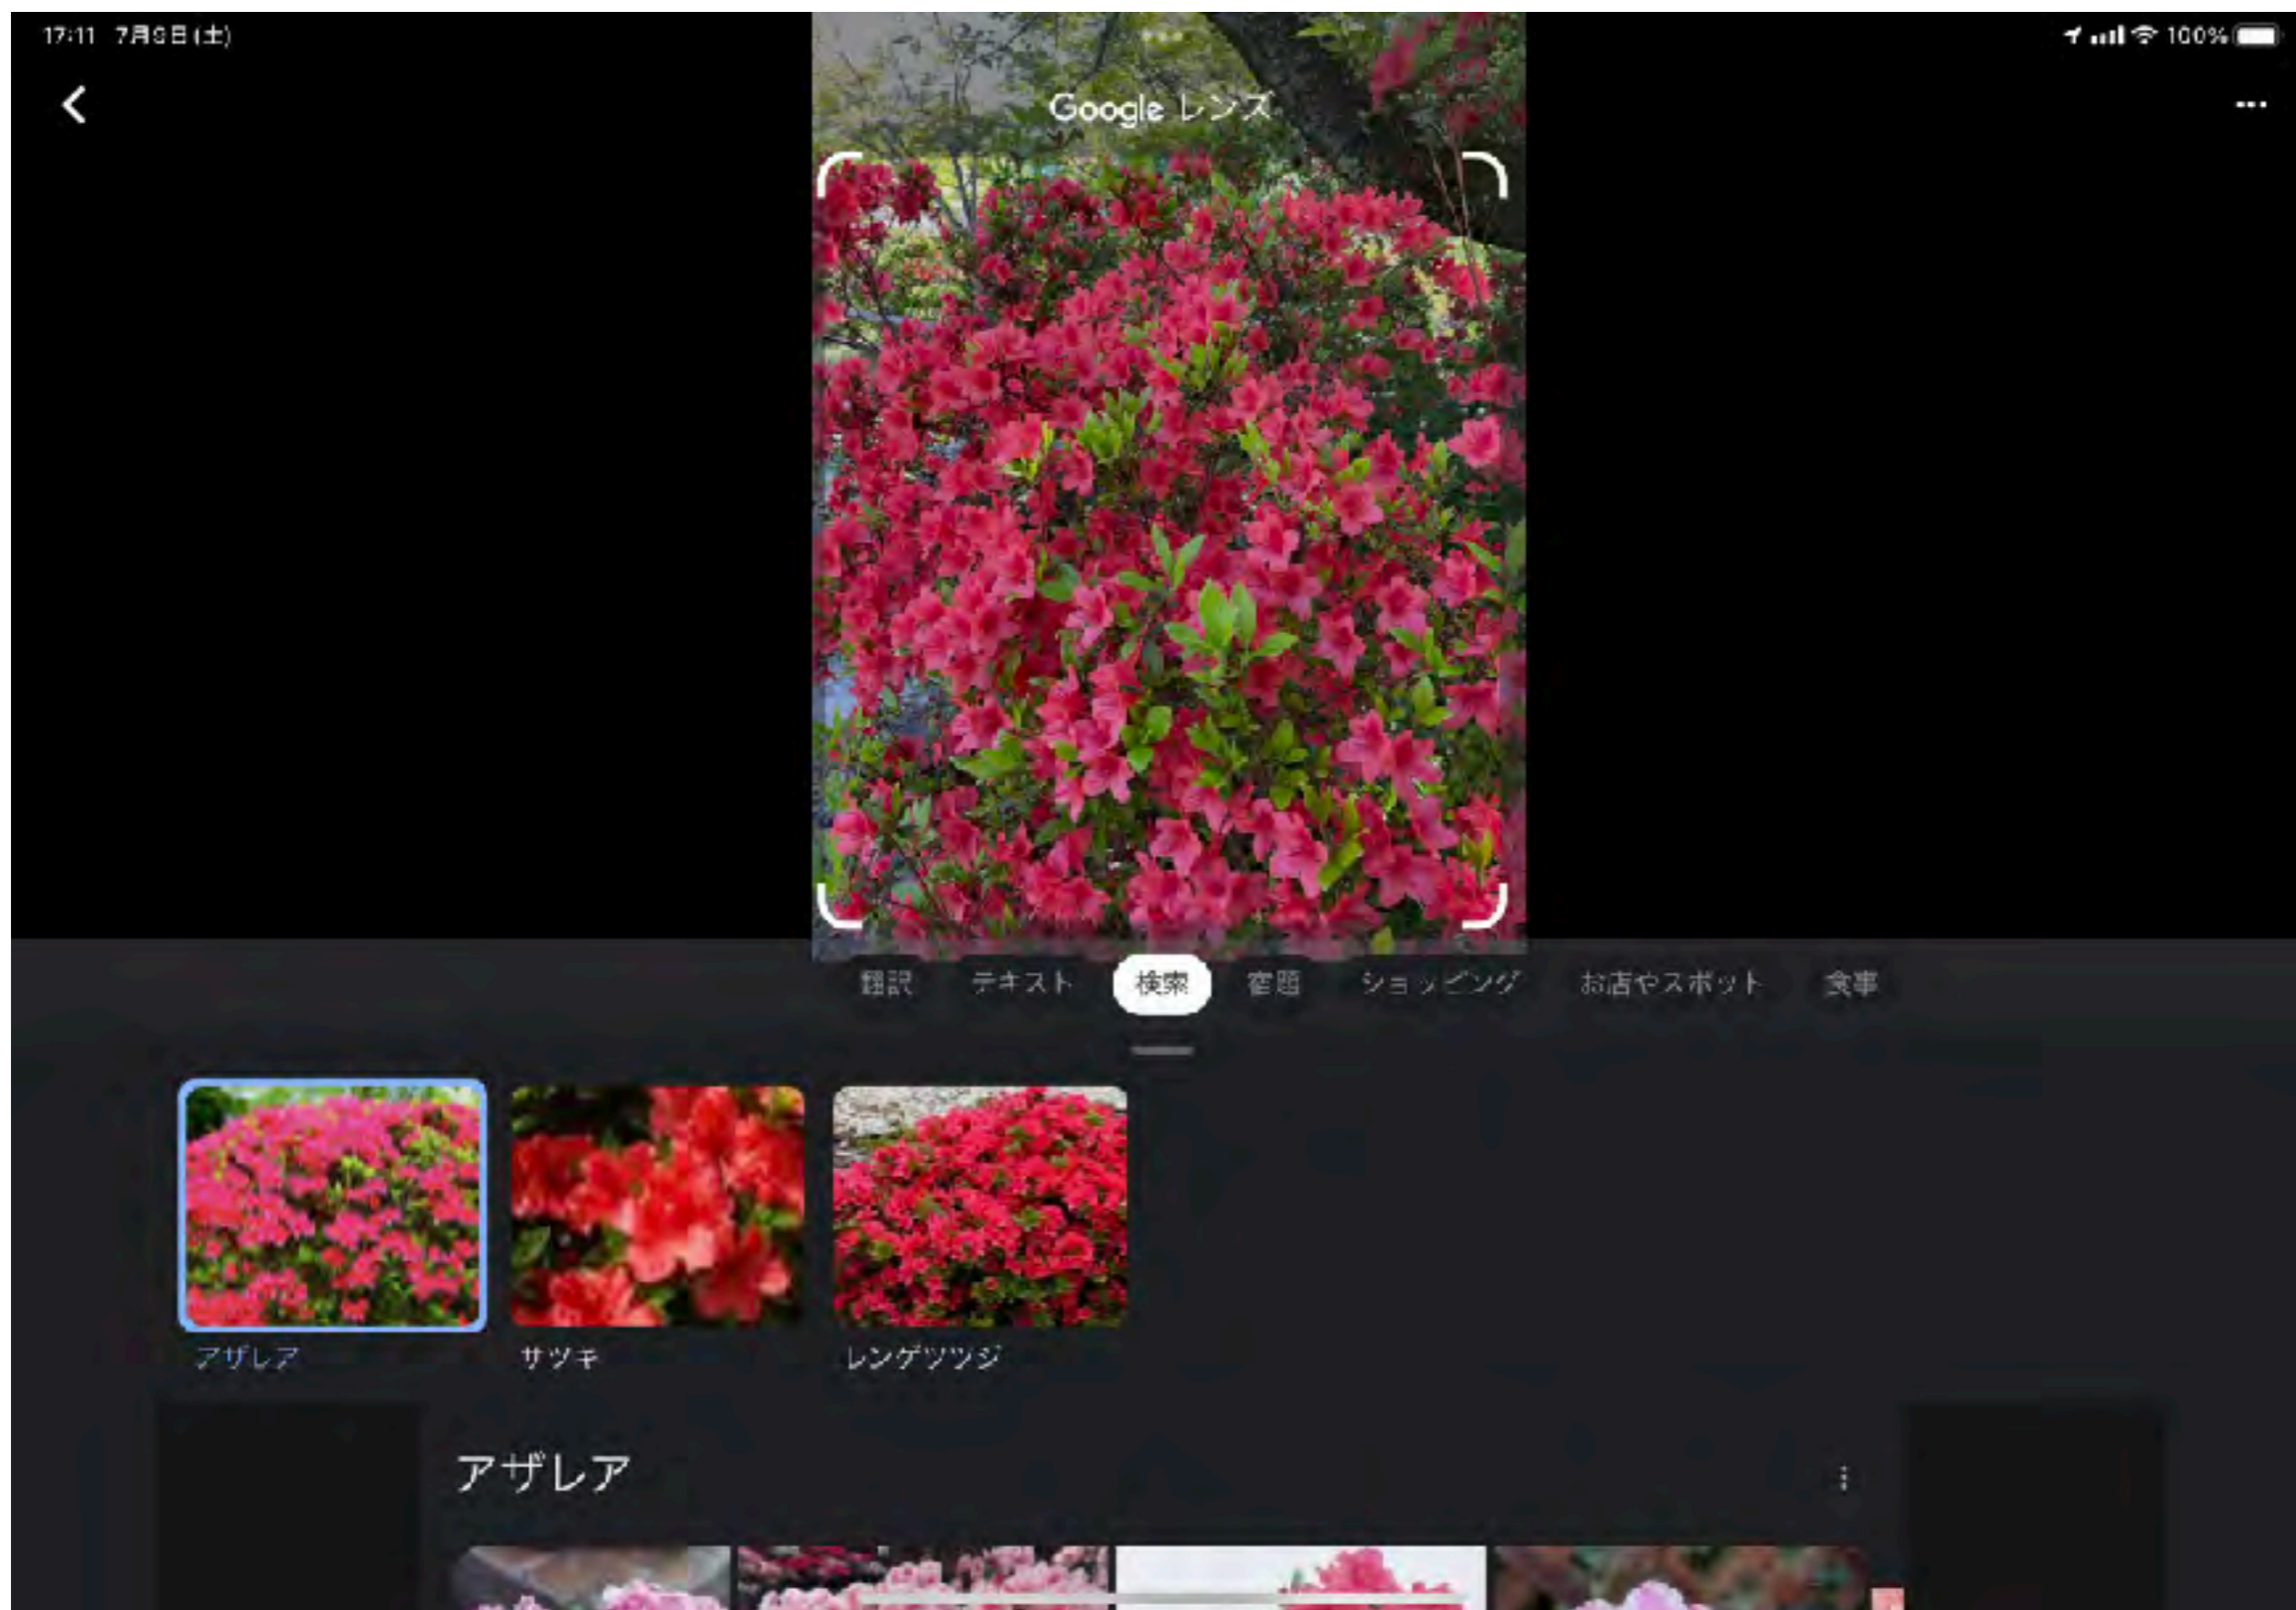 17:11 7月9日(土)
100%
Google レンズ
翻訳 テキスト 検索 宿題 ショッピング お店やスポット 食事
アザレア サツキ レンゲツツジ
アザレア